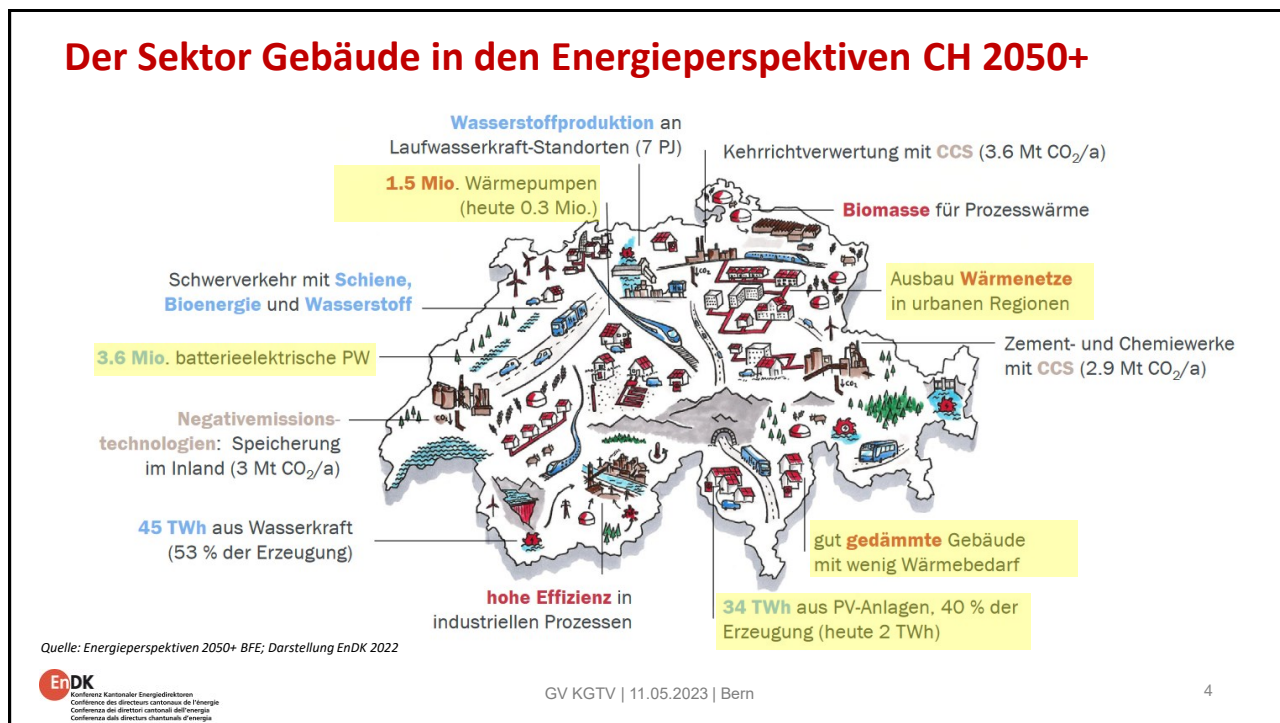 Der Sektor Gebäude in den Energieperspektiven CH 2050+
Wasserstoffproduktion an
Laufwasserkraft-Standorten (7 PJ)
Kehrrichtverwertung mit CCS (3.6 Mt CO₂/a)
1.5 Mio. Wärmepumpen
(heute 0.3 Mio.)
Biomasse für Prozesswärme
Schwerverkehr mit Schiene,
Bioenergie und Wasserstoff
Ausbau Wärmenetze
in urbanen Regionen
3.6 Mio. batterieelektrische PW
Zement- und Chemiewerke
mit CCS (2.9 Mt CO₂/a)
Negativemissions-
technologien: Speicherung
im Inland (3 Mt CO₂/a)
45 TWh aus Wasserkraft
(53 % der Erzeugung)
gut gedämmte Gebäude
mit wenig Wärmebedarf
hohe Effizienz in
industriellen Prozessen
34 TWh aus PV-Anlagen, 40 % der
Erzeugung (heute 2 TWh)
CO₂
CO₂
CO₂
Quelle: Energieperspektiven 2050+ BFE; Darstellung EnDK 2022
EnDK
Konferenz Kantonaler Energiedirektoren
Conférence des directeurs cantonaux de l'énergie
Conferenza dei direttori cantonali dell'energia
Conferenza dals directurs chantunals d'energia
GV KGTV | 11.05.2023 | Bern
4